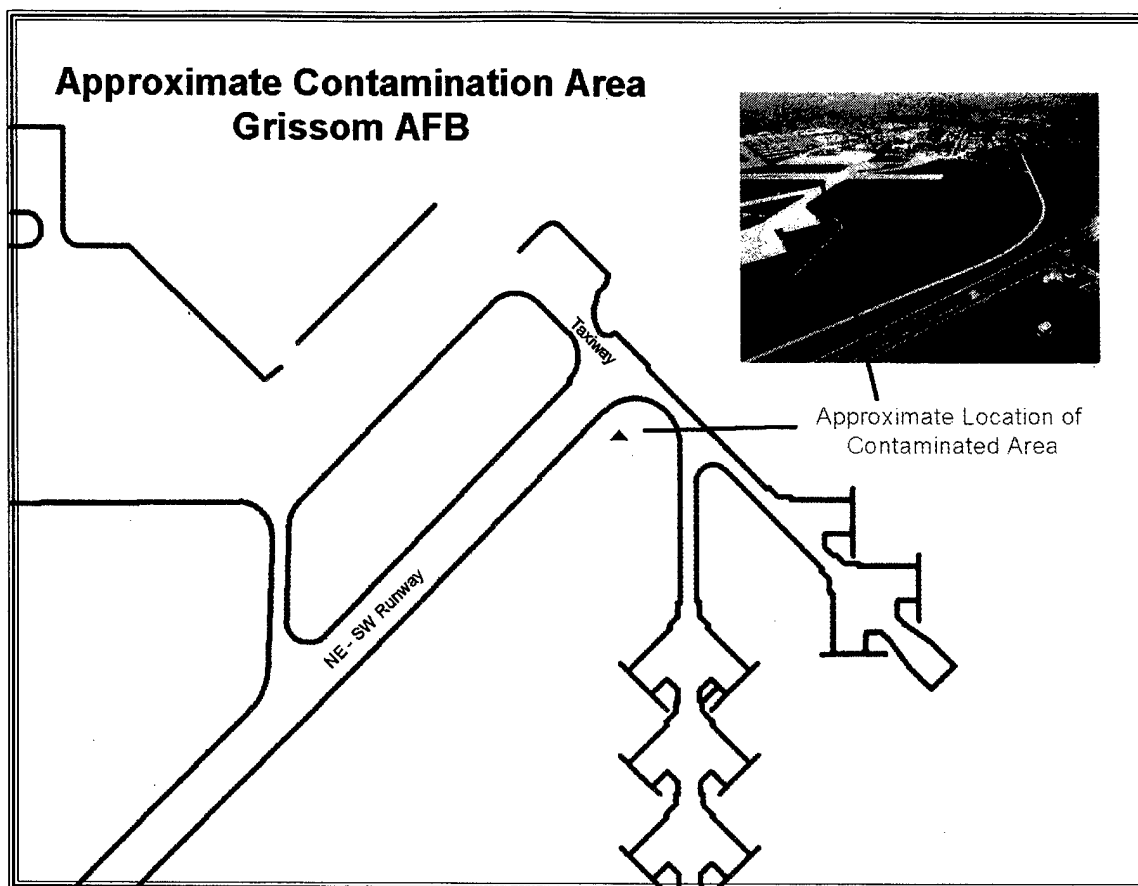 Approximate Contamination Area
Grissom AFB
Taxiway
Approximate Location of
Contaminated Area
NE - SW Runway